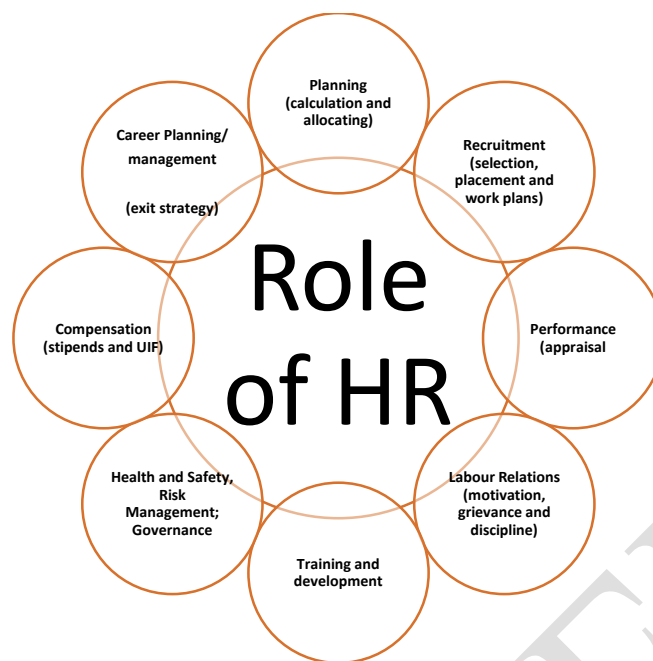 Planning
(calculation and
allocating)
Recruitment
(selection,
placement and
work plans)
Performance
(appraisal
Labour Relations
(motivation,
grievance and
discipline)
Training and
development
Health and Safety,
Risk
Management;
Governance
Compensation
(stipends and UIF)
Career Planning/
management
(exit strategy)
Role
of HR